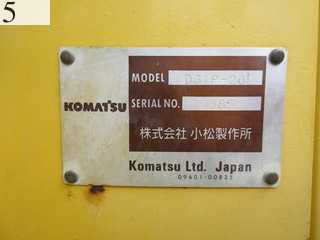 5
MODEL D31P-20
KOMATSU
SERIAL NO.
株式会社 小松製作所
Komatsu Ltd. Japan
09601-00833